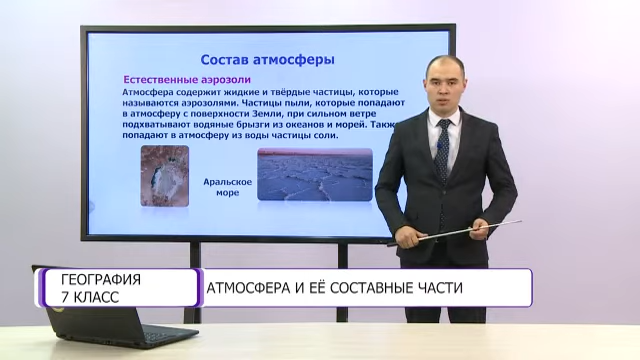 Состав атмосферы
Естественные аэрозоли
Атмосфера содержит жидкие и твёрдые частицы, которые
называются аэрозолями. Частицы пыли, которые попадают
в атмосферу с поверхности Земли, при сильном ветре
подхватывают водяные брызги из океанов и морей. Также
попадают в атмосферу из воды частицы соли.
Аральское
море
ГЕОГРАФИЯ
7 КЛАСС
АТМОСФЕРА И ЕЁ СОСТАВНЫЕ ЧАСТИ